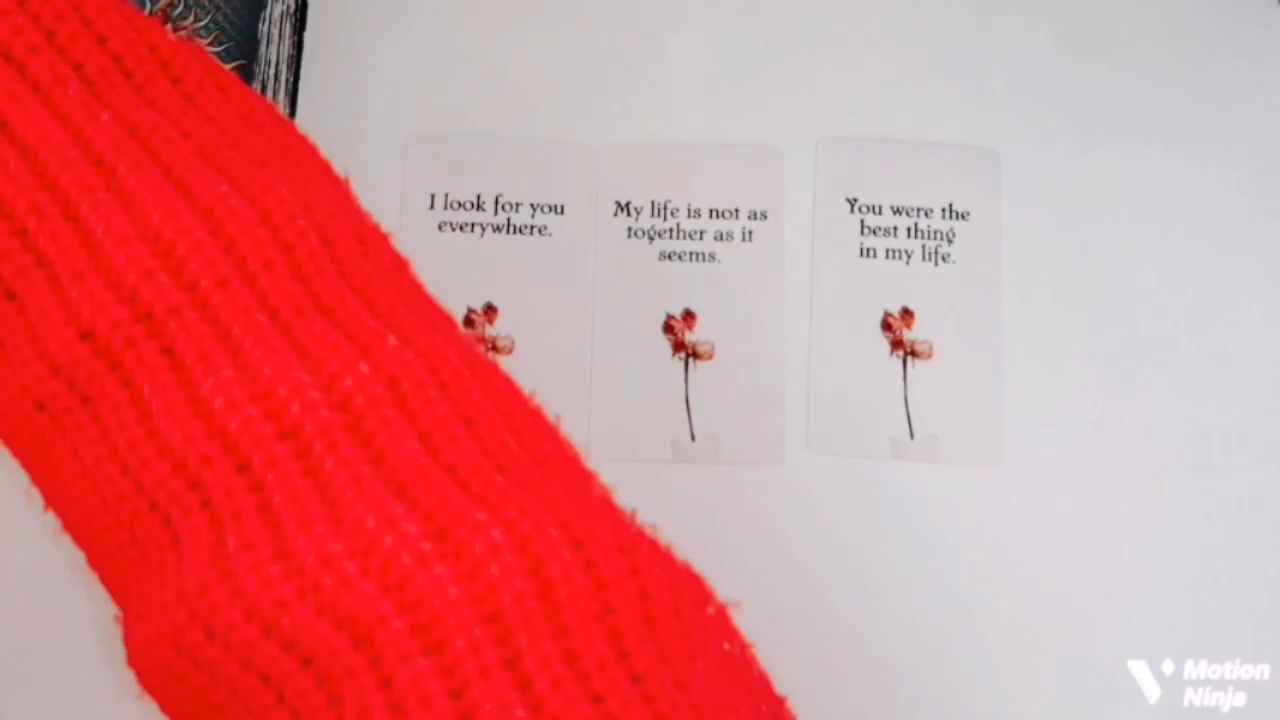 I look for you
everywhere.
My life is not as
together as it
seems.
You were the
best thing
in my life.
Motion
Ninja